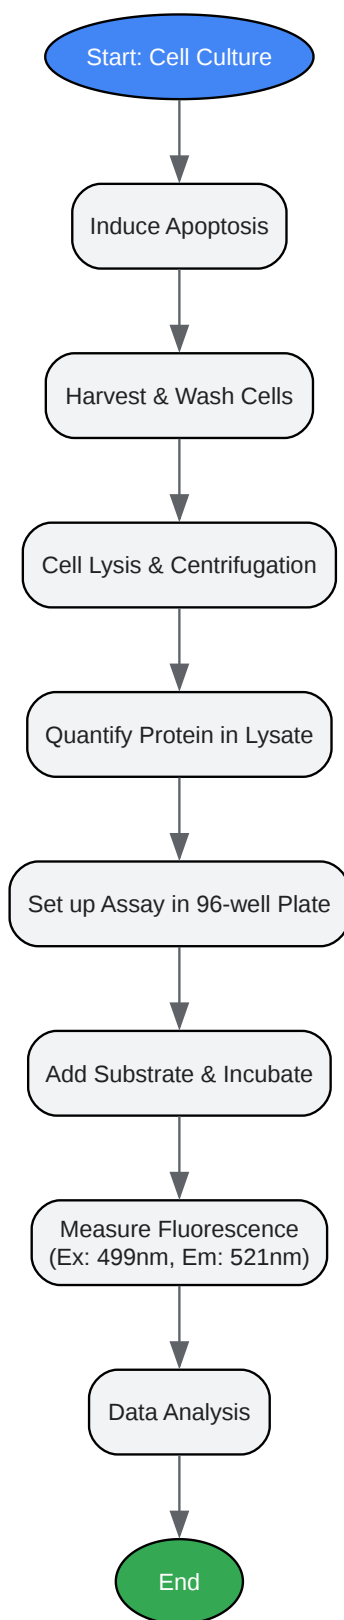 Start: Cell Culture
Induce Apoptosis
Harvest & Wash Cells
Cell Lysis & Centrifugation
Quantify Protein in Lysate
Set up Assay in 96-well Plate
Add Substrate & Incubate
Measure Fluorescence
(Ex: 499nm, Em: 521nm)
Data Analysis
End